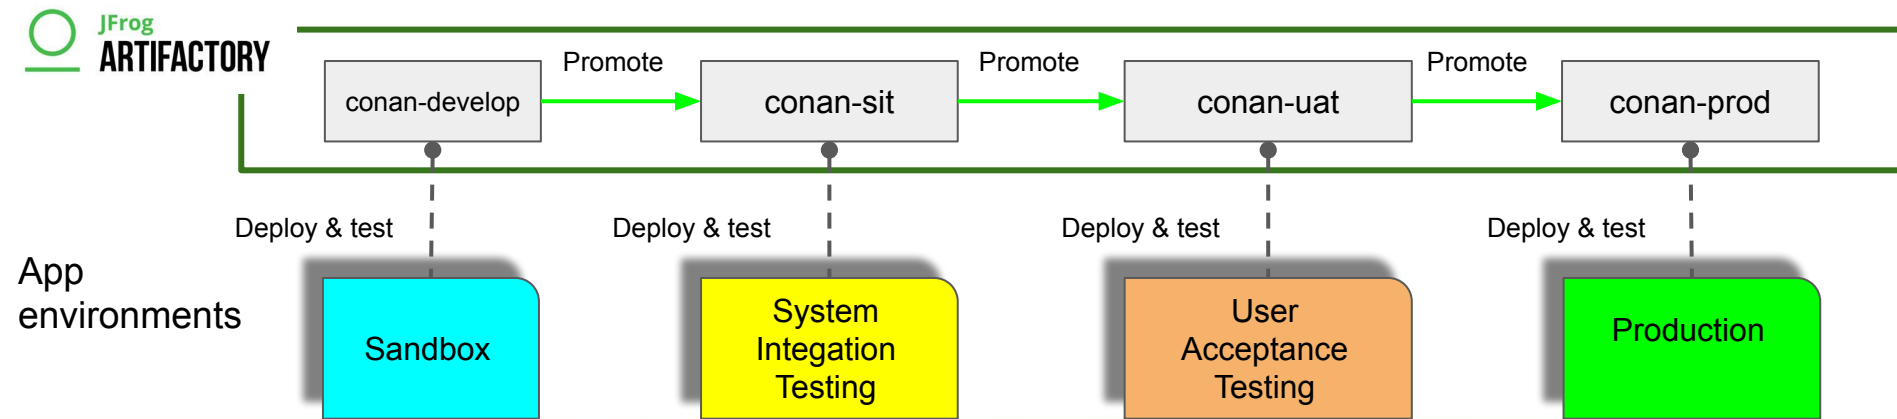 JFrog
ARTIFACTORY
Promote
Promote
Promote
conan-develop
conan-sit
conan-uat
conan-prod
Deploy & test
Deploy & test
Deploy & test
Deploy & test
App
environments
Sandbox
System
Integation
Testing
User
Acceptance
Testing
Production